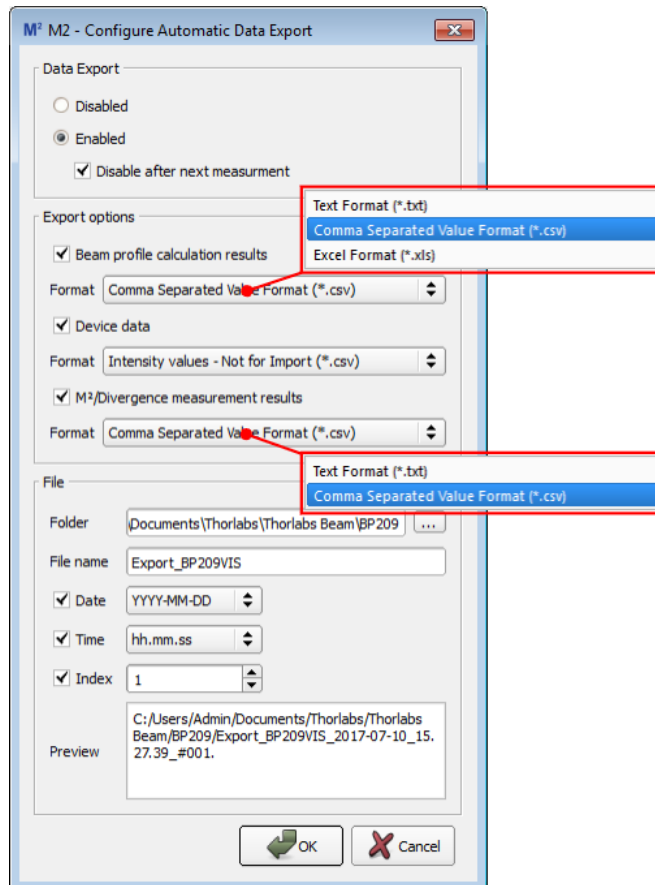 M² M2 - Configure Automatic Data Export
Data Export
Disabled
Enabled
Disable after next measurment
Export options
Text Format (*.txt)
Comma Separated Value Format (*.csv)
Excel Format (*.xls)
Beam profile calculation results
Format Comma Separated Value Format (*.csv)
Device data
Format Intensity values - Not for Import (*.csv)
M²/Divergence measurement results
Format Comma Separated Value Format (*.csv)
Text Format (*.txt)
Comma Separated Value Format (*.csv)
File
Folder \Documents\Thorlabs\Thorlabs Beam\BP209 ...
File name Export_BP209VIS
Date YYYY-MM-DD
Time hh.mm.ss
Index 1
Preview
C:/Users/Admin/Documents/Thorlabs/Thorlabs
Beam/BP209/Export_BP209VIS_2017-07-10_15.
27.39_#001.
OK Cancel